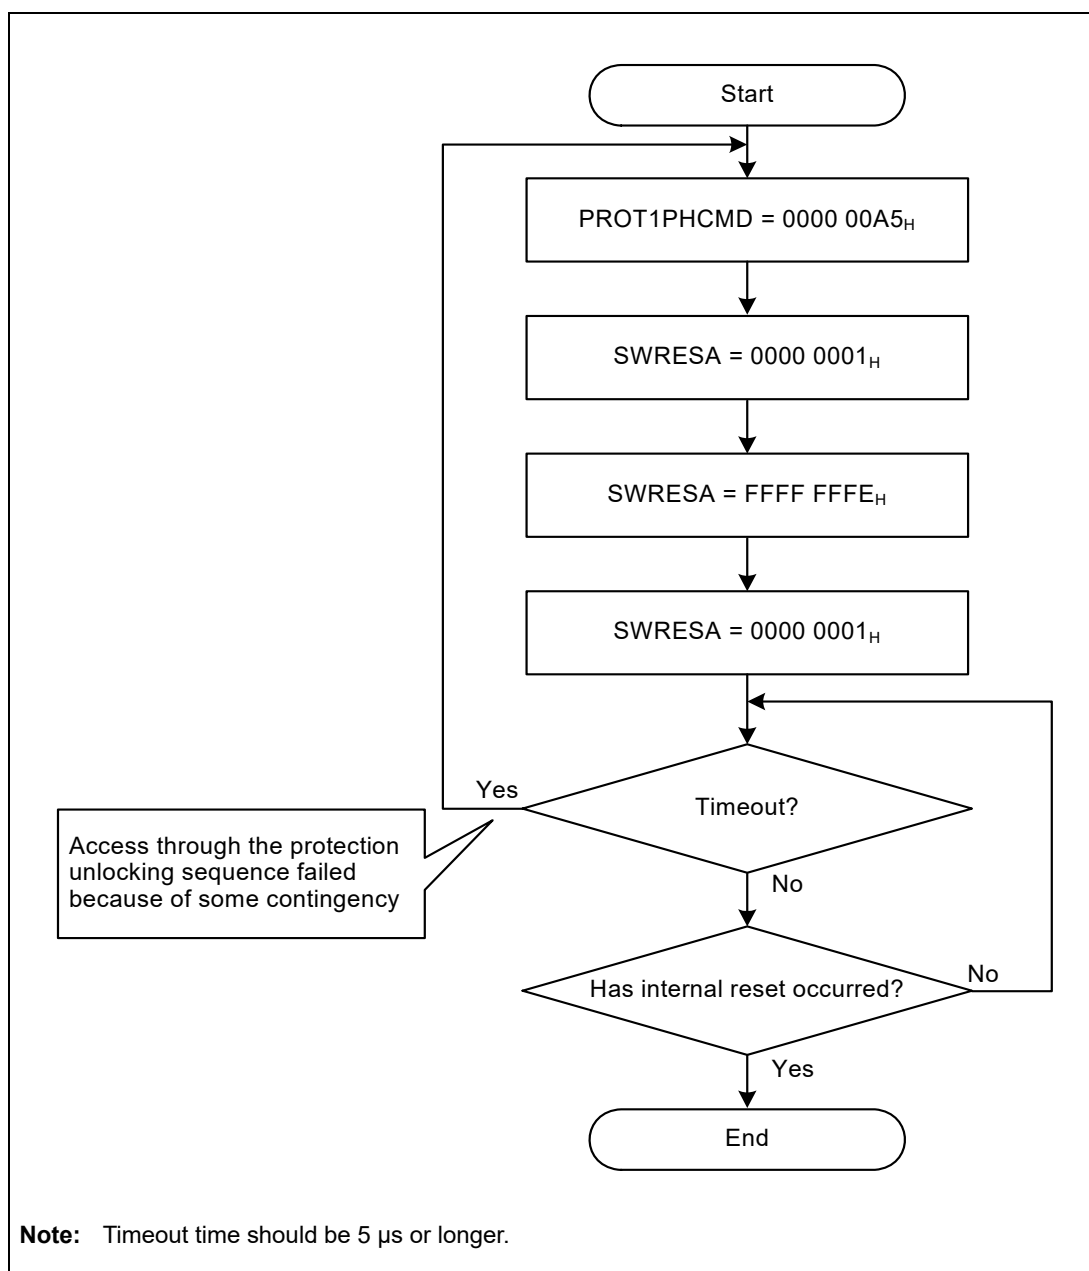 Start
PROT1PHCMD = 0000 00A5H
SWRESA = 0000 0001H
SWRESA = FFFF FFFEH
SWRESA = 0000 0001H
Yes
Timeout?
Access through the protection
unlocking sequence failed
because of some contingency
No
Has internal reset occurred?
No
Yes
End
Note: Timeout time should be 5 µs or longer.